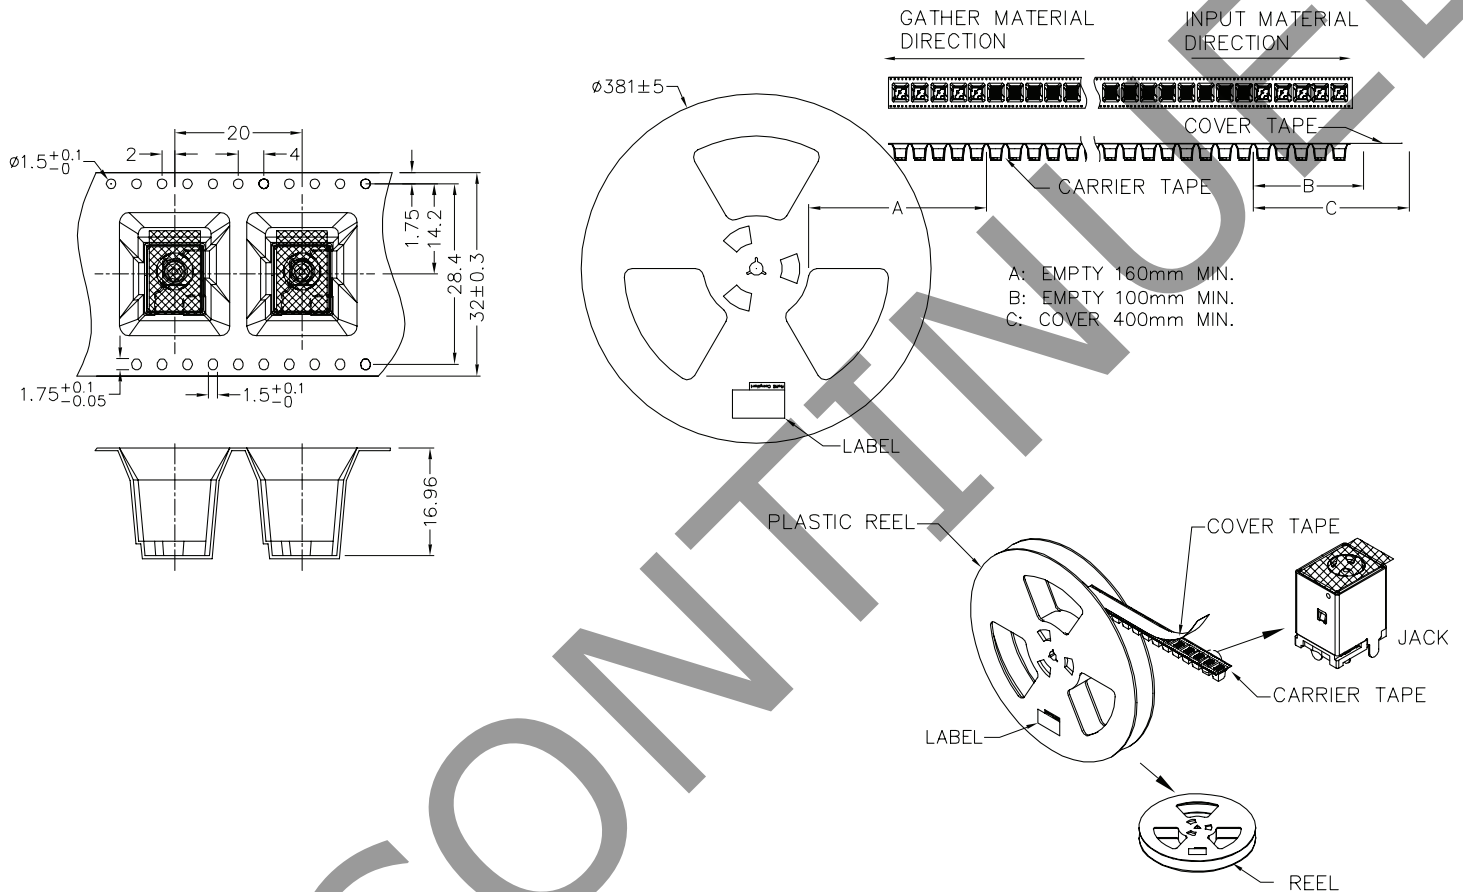 GATHER MATERIAL
DIRECTION
INPUT MATERIAL
DIRECTION
ø381±5
COVER TAPE
CARRIER TAPE
A
B
C
A: EMPTY 160mm MIN.
B: EMPTY 100mm MIN.
C: COVER 400mm MIN.
20
2
4
ø1.5+0.1
-0
1.75
14.2
28.4
32±0.3
1.75+0.1
-0.05
1.5+0.1
-0
RoHS Compliant
LABEL
16.96
PLASTIC REEL
COVER TAPE
JACK
CARRIER TAPE
LABEL
REEL
CONTINUE